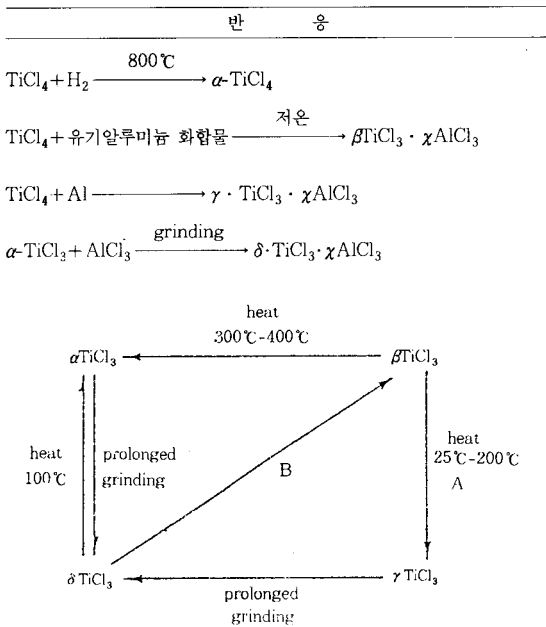 반 응
800℃
TiCl₄+H₂ → α-TiCl₄
저온
TiCl₄+유기알루미늄 화합물 → βTiCl₃・χAlCl₃
TiCl₄+Al → γ・TiCl₃・χAlCl₃
grinding
α-TiCl₃+AlCl₃ → δ・TiCl₃・χAlCl₃
heat
300℃-400℃
αTiCl₃ βTiCl₃
heat prolonged heat
100℃ grinding 25℃-200℃
B A
δTiCl₃ γTiCl₃
prolonged
grinding